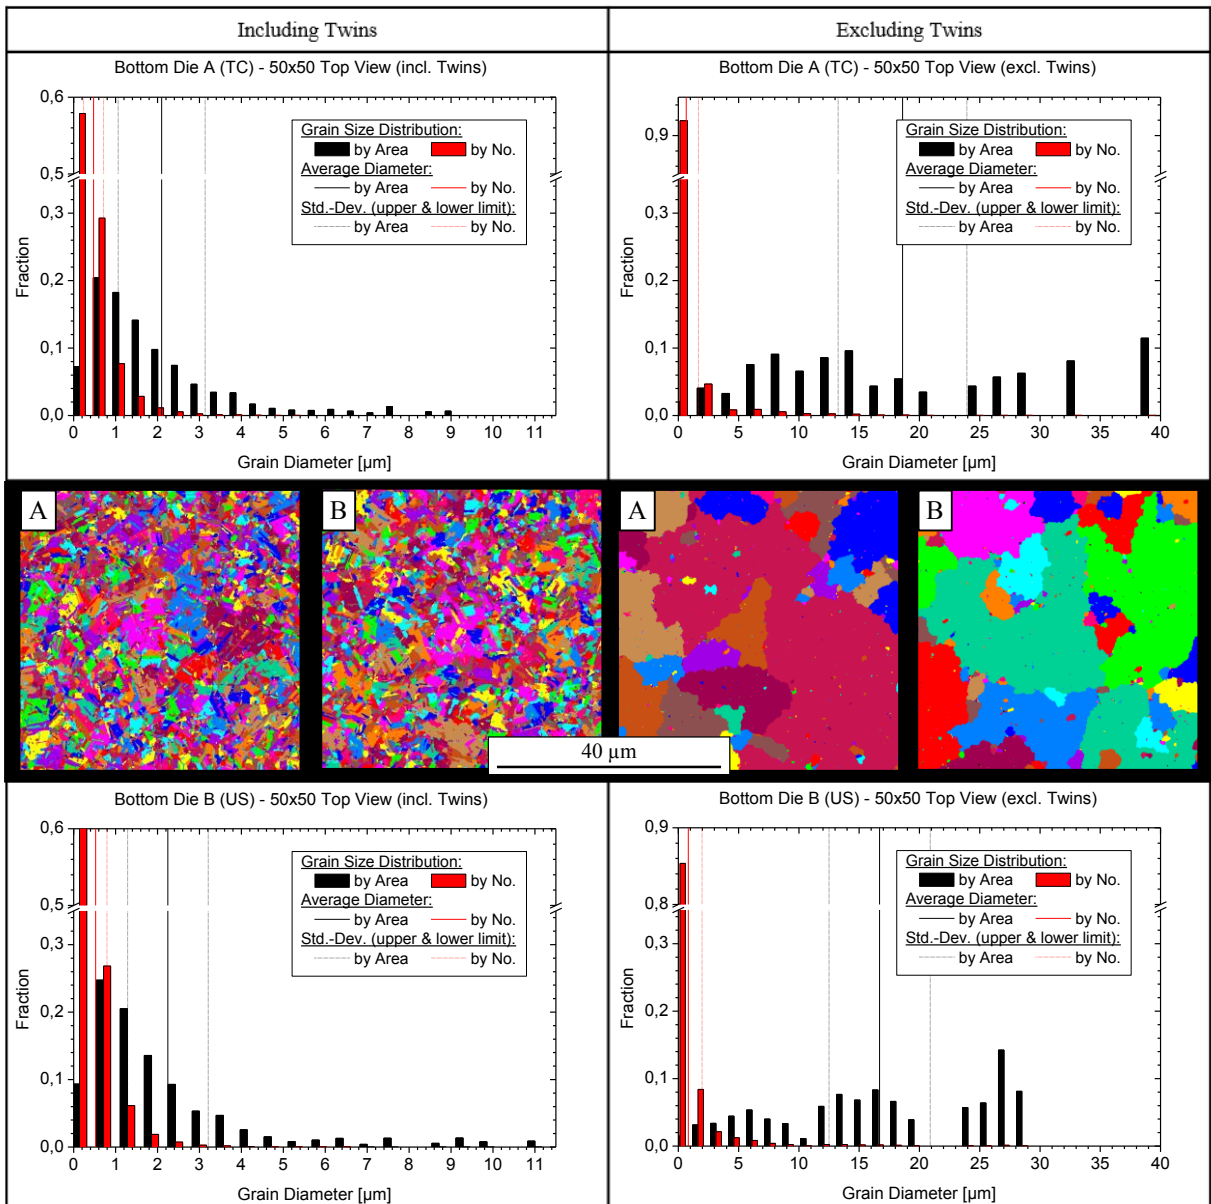 Including Twins
Excluding Twins
Bottom Die A (TC) - 50x50 Top View (incl. Twins)
0,6
0,5
0,3
0,2
0,1
0,0
Fraction
Grain Size Distribution:
by Area by No.
Average Diameter:
by Area by No.
Std.-Dev. (upper & lower limit):
by Area by No.
0 1 2 3 4 5 6 7 8 9 10 11
Grain Diameter [µm]
Bottom Die A (TC) - 50x50 Top View (excl. Twins)
0,9
0,3
0,2
0,1
0,0
Fraction
Grain Size Distribution:
by Area by No.
Average Diameter:
by Area by No.
Std.-Dev. (upper & lower limit):
by Area by No.
0 5 10 15 20 25 30 35 40
Grain Diameter [µm]
A
B
A
B
40 µm
Bottom Die B (US) - 50x50 Top View (incl. Twins)
0,6
0,5
0,3
0,2
0,1
0,0
Fraction
Grain Size Distribution:
by Area by No.
Average Diameter:
by Area by No.
Std.-Dev. (upper & lower limit):
by Area by No.
0 1 2 3 4 5 6 7 8 9 10 11
Grain Diameter [µm]
Bottom Die B (US) - 50x50 Top View (excl. Twins)
0,9
0,8
0,3
0,2
0,1
0,0
Fraction
Grain Size Distribution:
by Area by No.
Average Diameter:
by Area by No.
Std.-Dev. (upper & lower limit):
by Area by No.
0 5 10 15 20 25 30 35 40
Grain Diameter [µm]